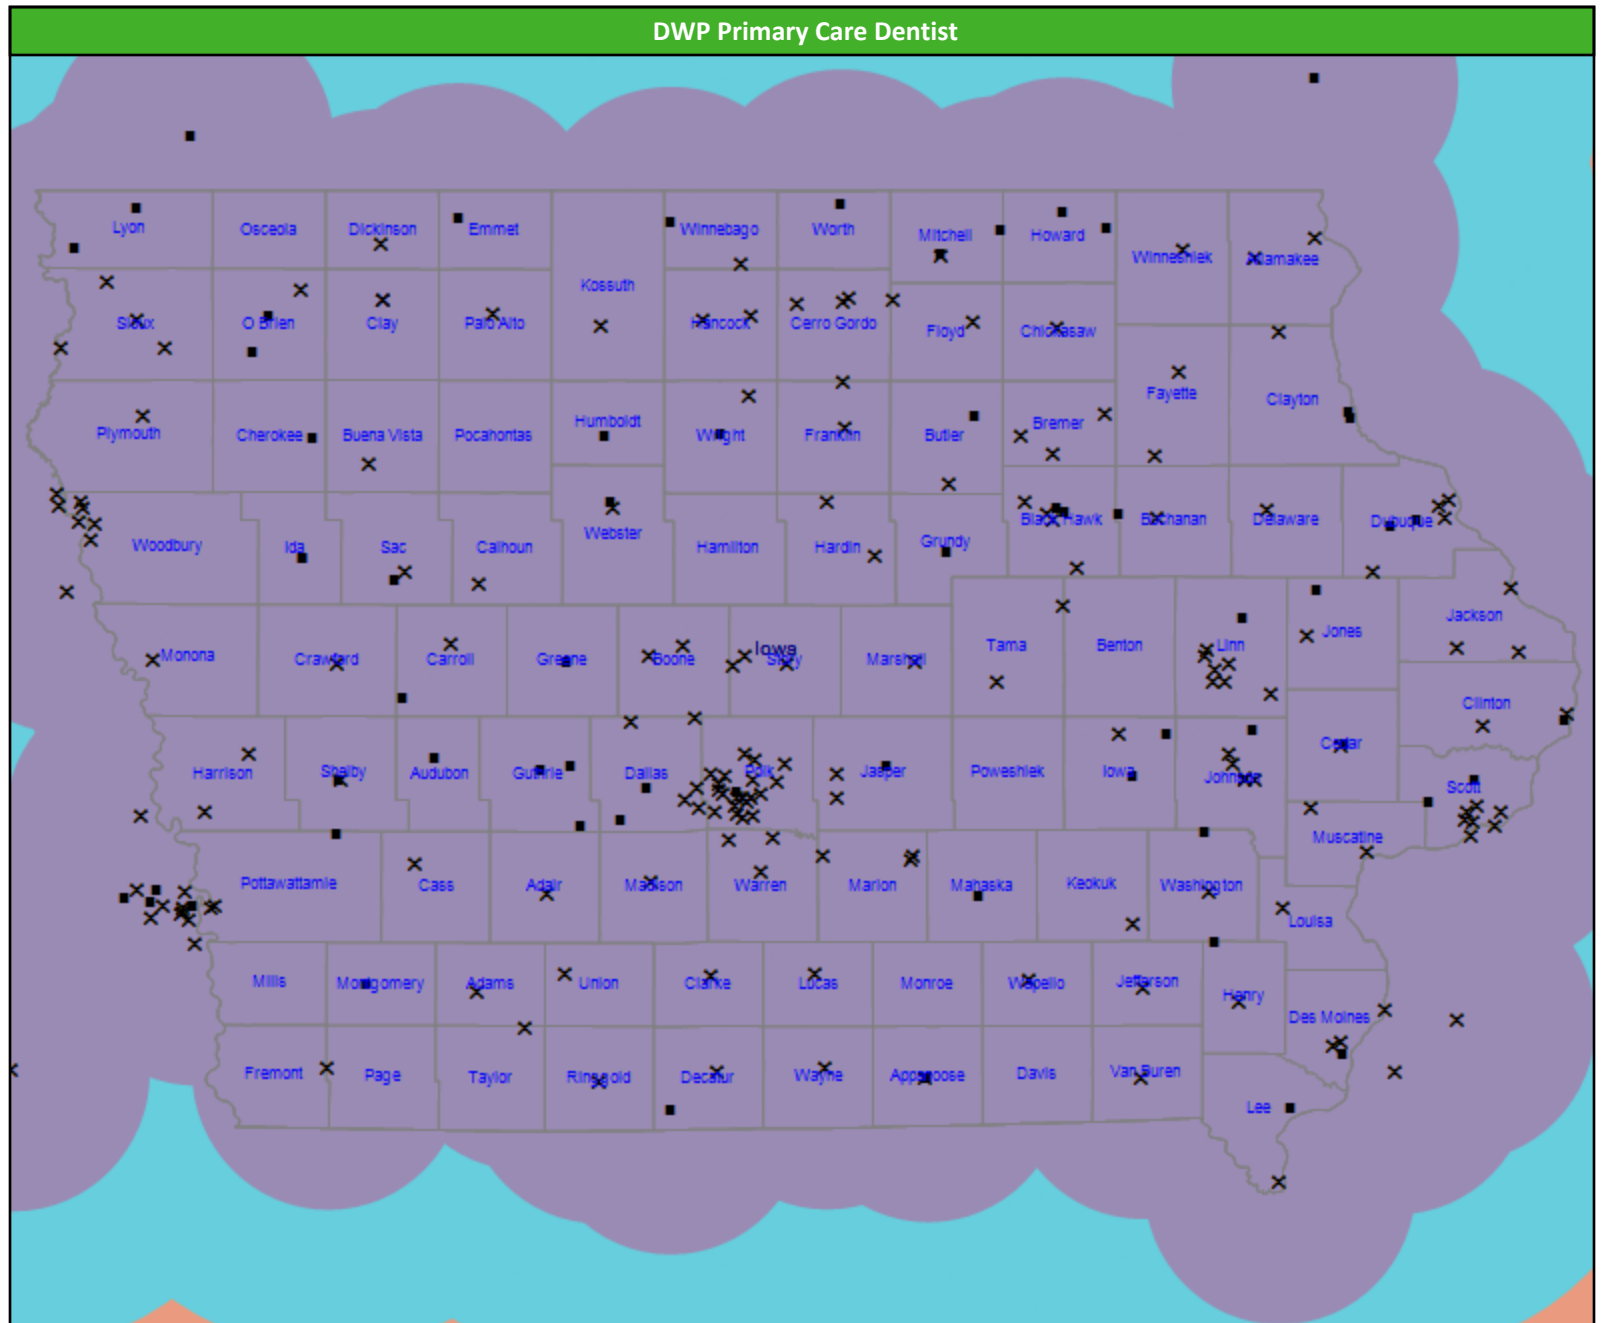 DWP Primary Care Dentist
Lyon Osceola Dickinson Emmet Winnebago Worth Mitchell Howard
Winneshiek Allamakee
Kossuth
Sioux O Brien Clay Palo Alto Hancock Cerro Gordo Floyd Chickasaw
Fayette Clayton
Plymouth Cherokee Buena Vista Pocahontas Humboldt Wright Franklin Butler Bremer
Woodbury Ida Sac Calhoun Webster Hamilton Hardin Grundy Black Hawk Buchanan Delaware Dubuque
Iowa
Monona Crawford Carroll Greene Boone Story Marshall Tama Benton Linn Jones Jackson
Clinton
Harrison Shelby Audubon Guthrie Dallas Polk Jasper Poweshiek Iowa Johnson Cedar Scott
Muscatine
Pottawattamie Cass Adair Madison Warren Marion Mahaska Keokuk Washington
Louisa
Mills Montgomery Adams Union Clarke Lucas Monroe Wapello Jefferson Henry
Des Moines
Fremont Page Taylor Ringgold Decatur Wayne Appanoose Davis Van Buren
Lee